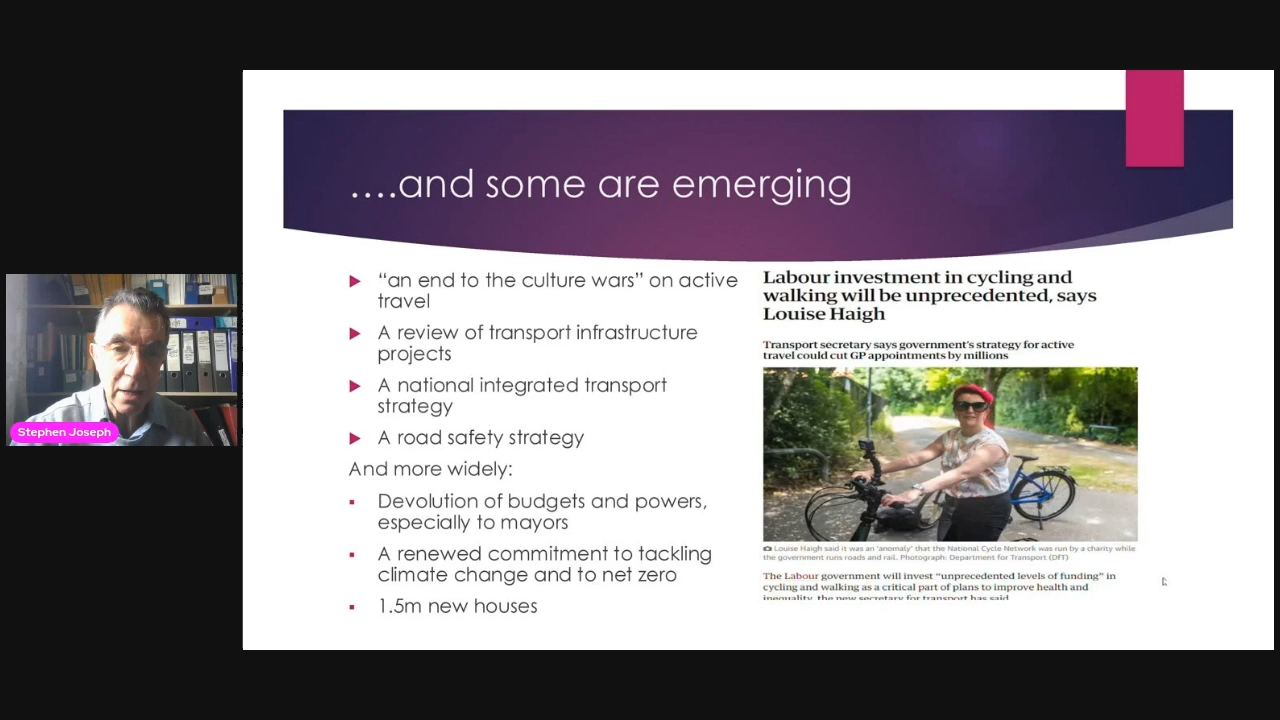 ….and some are emerging
“an end to the culture wars” on active
travel
A review of transport infrastructure
projects
A national integrated transport
strategy
A road safety strategy
And more widely:
Devolution of budgets and powers,
especially to mayors
A renewed commitment to tackling
climate change and to net zero
1.5m new houses
Labour investment in cycling and
walking will be unprecedented, says
Louise Haigh
Transport secretary says government's strategy for active
travel could cut GP appointments by millions
Louise Haigh said it was an 'anomaly' that the National Cycle Network was run by a charity while
the government runs roads and rail. Photograph: Department for Transport (DfT)
The Labour government will invest “unprecedented levels of funding” in
cycling and walking as a critical part of plans to improve health and
inequality, the new secretary for transport has said
Stephen Joseph